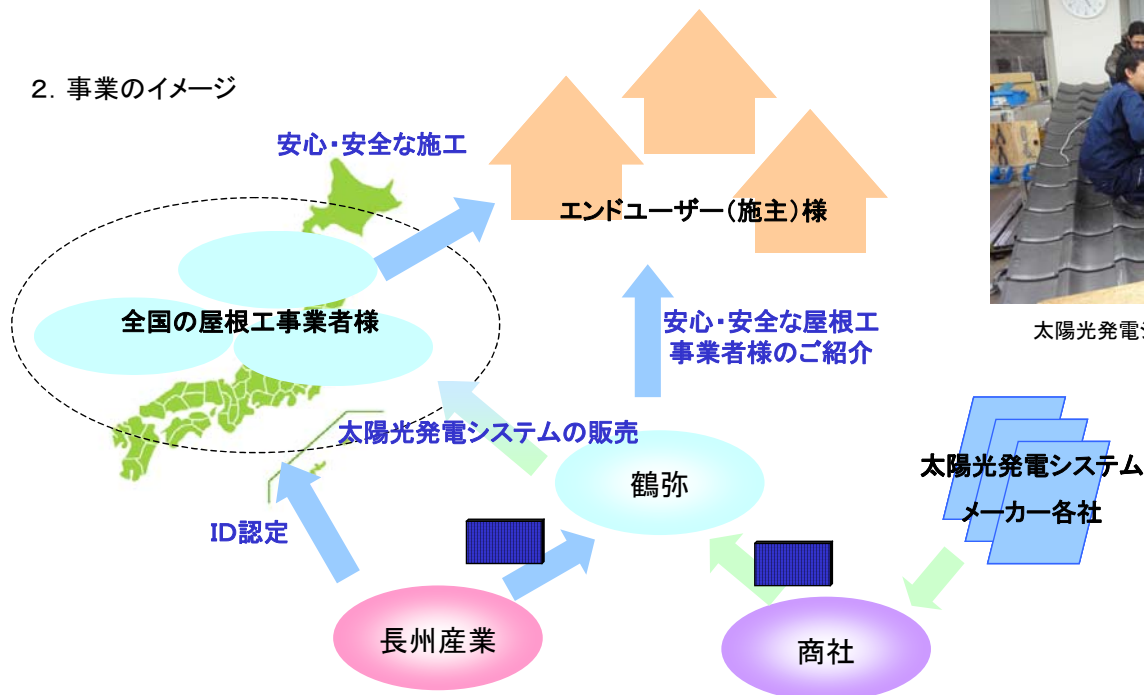 2. 事業のイメージ
安心・安全な施工
エンドユーザー(施主)様
全国の屋根工事業者様
安心・安全な屋根工
事業者様のご紹介
太陽光発電シ
太陽光発電システムの販売
鶴弥
太陽光発電システム
メーカー各社
ID認定
長州産業
商社